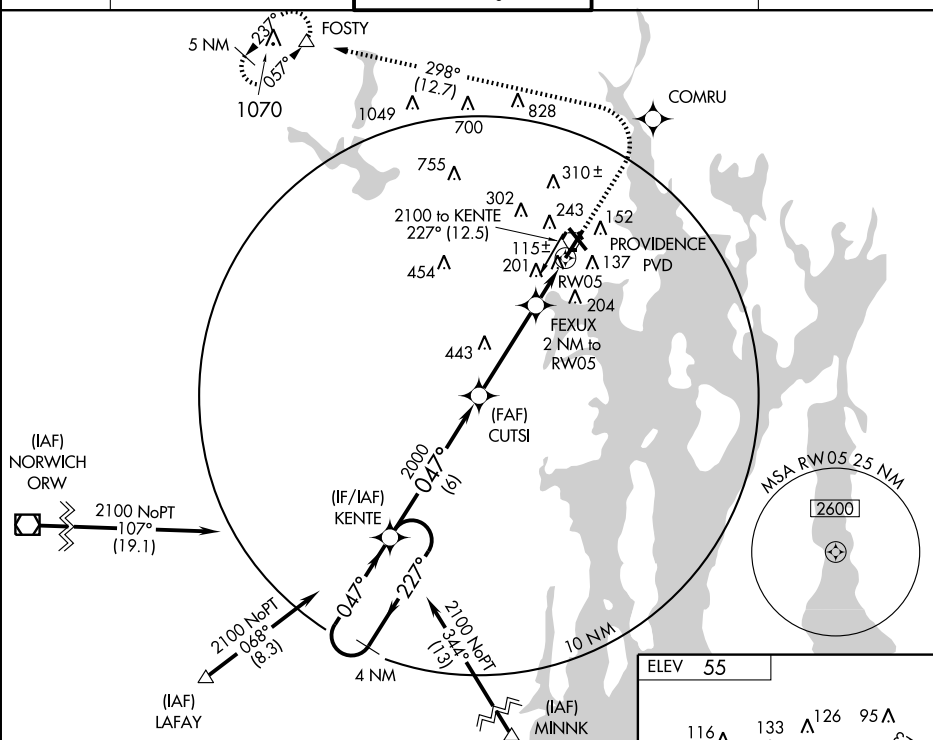 FOSTY
237°
5 NM
057°
1070
298°
(12.7)
COMRU
1049
700
828
755
310 ±
302
243
152
2100 to KENTE
227° (12.5)
115±
PROVIDENCE
PVD
454
201
137
RW05
204
FEXUX
2 NM to
RW05
443
(FAF)
CUTSI
2000
047°
(6)
(IAF)
NORWICH
ORW
2100 NoPT
107°
(19.1)
(IF/IAF)
KENTE
MSA RW05 25 NM
2600
047°
227°
2100 NoPT
068°
(8.3)
2100 NoPT
344°
(13)
10 NM
4 NM
(IAF)
LAFAY
(IAF)
MINNK
ELEV 55
116
133
126
95